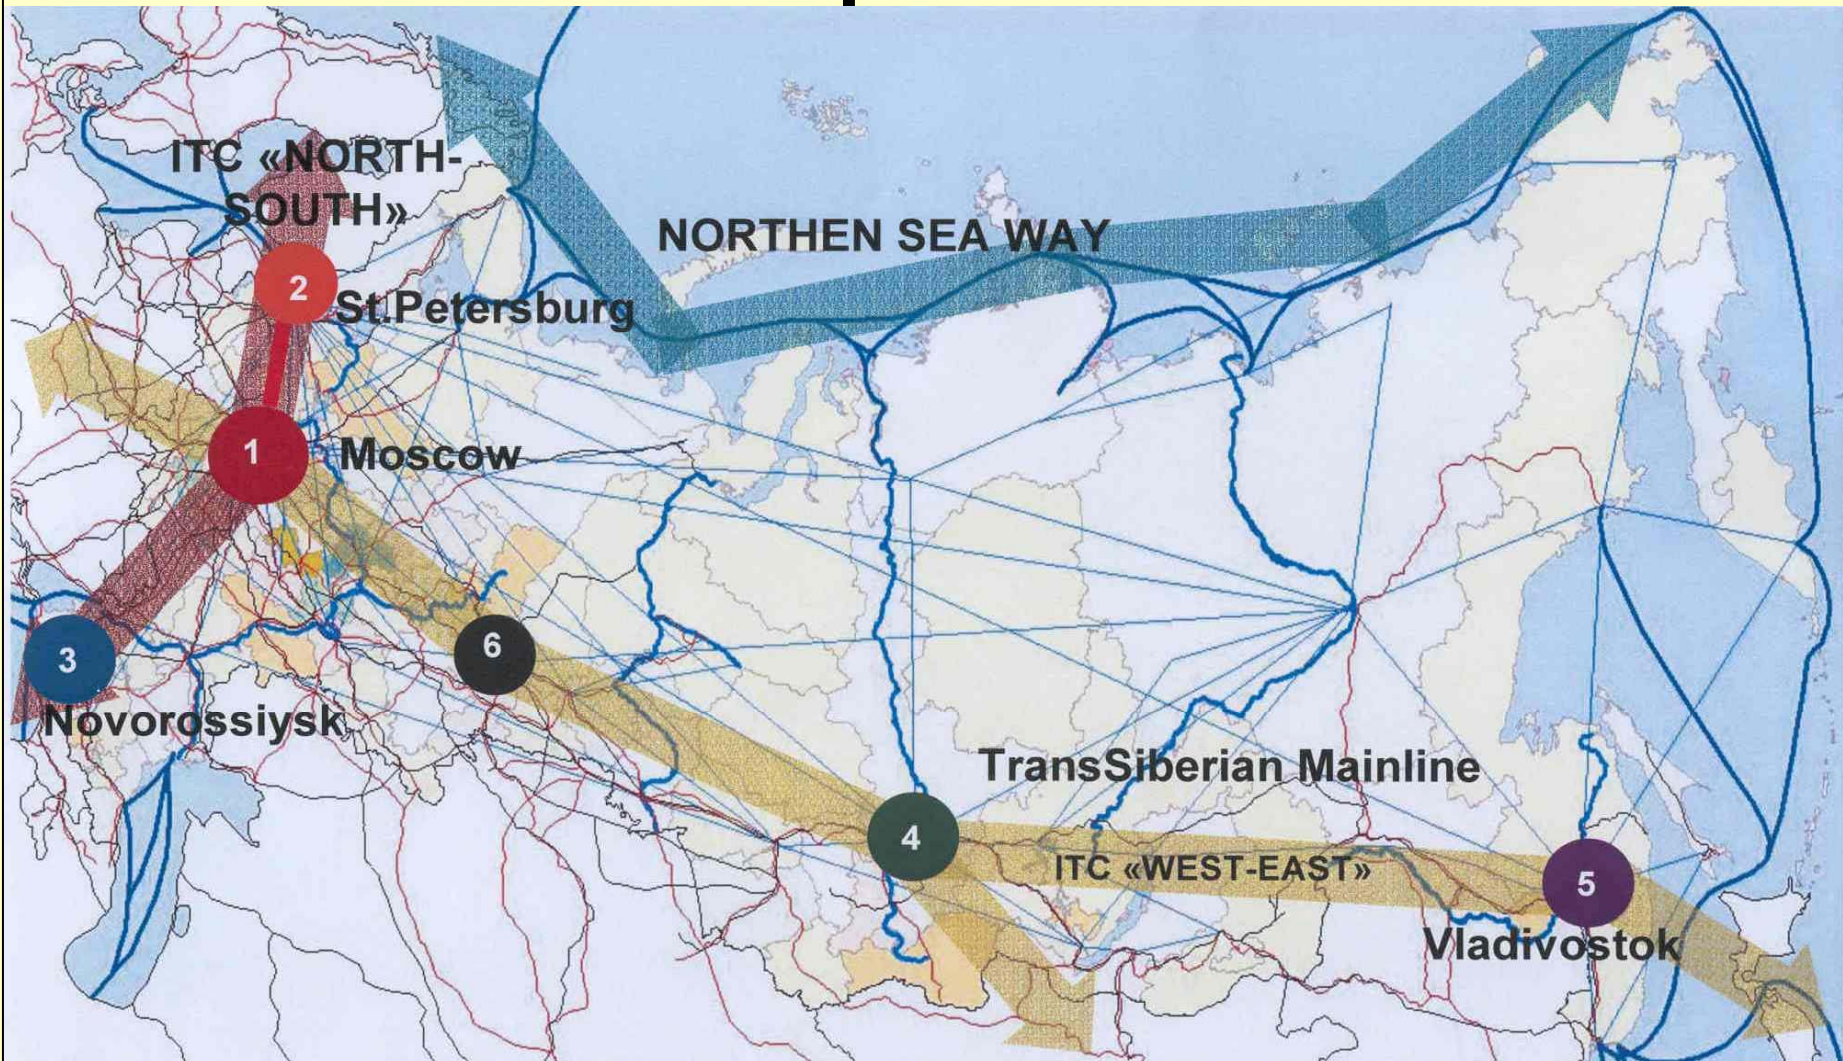 ITC «NORTH-
SOUTH»
NORTHEN SEA WAY
2
St.Petersburg
1
Moscow
3
6
Novorossiysk
TransSiberian Mainline
4
ITC «WEST-EAST»
5
Vladivostok